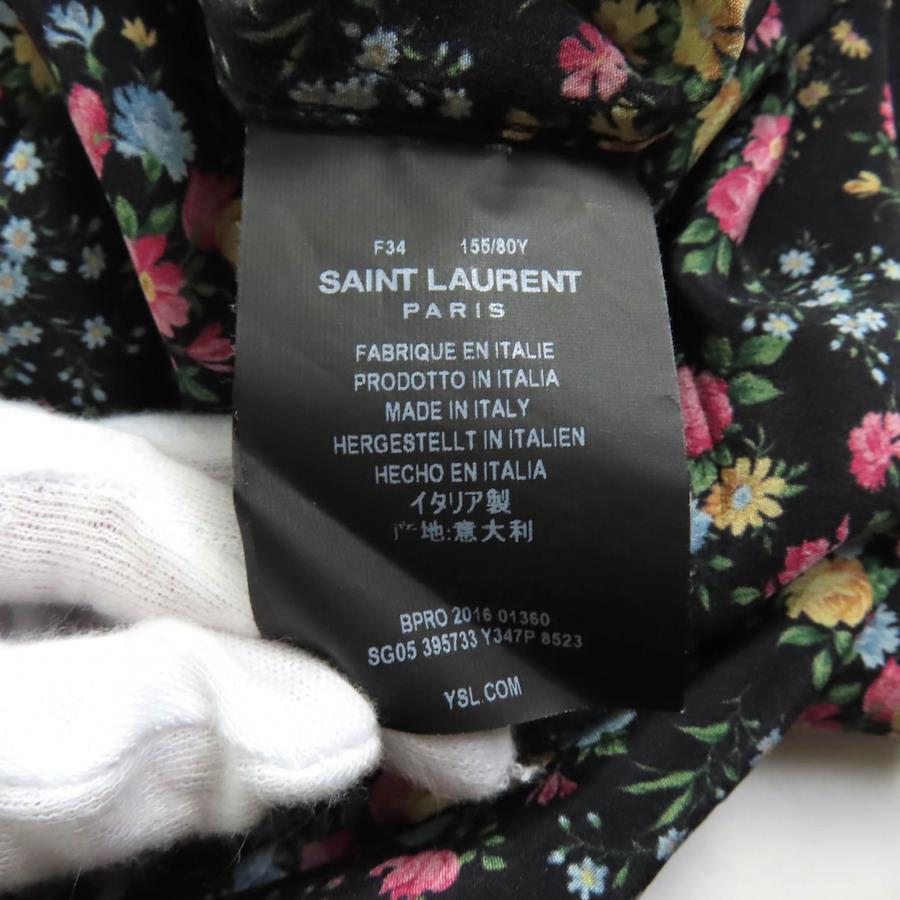 F34 155/80Y
SAINT LAURENT
PARIS
FABRIQUE EN ITALIE
PRODOTTO IN ITALIA
MADE IN ITALY
HERGESTELLT IN ITALIEN
HECHO EN ITALIA
イタリア製
产地:意大利
BPRO 2016 01360
SG05 395733 Y347P 8523
YSL.COM